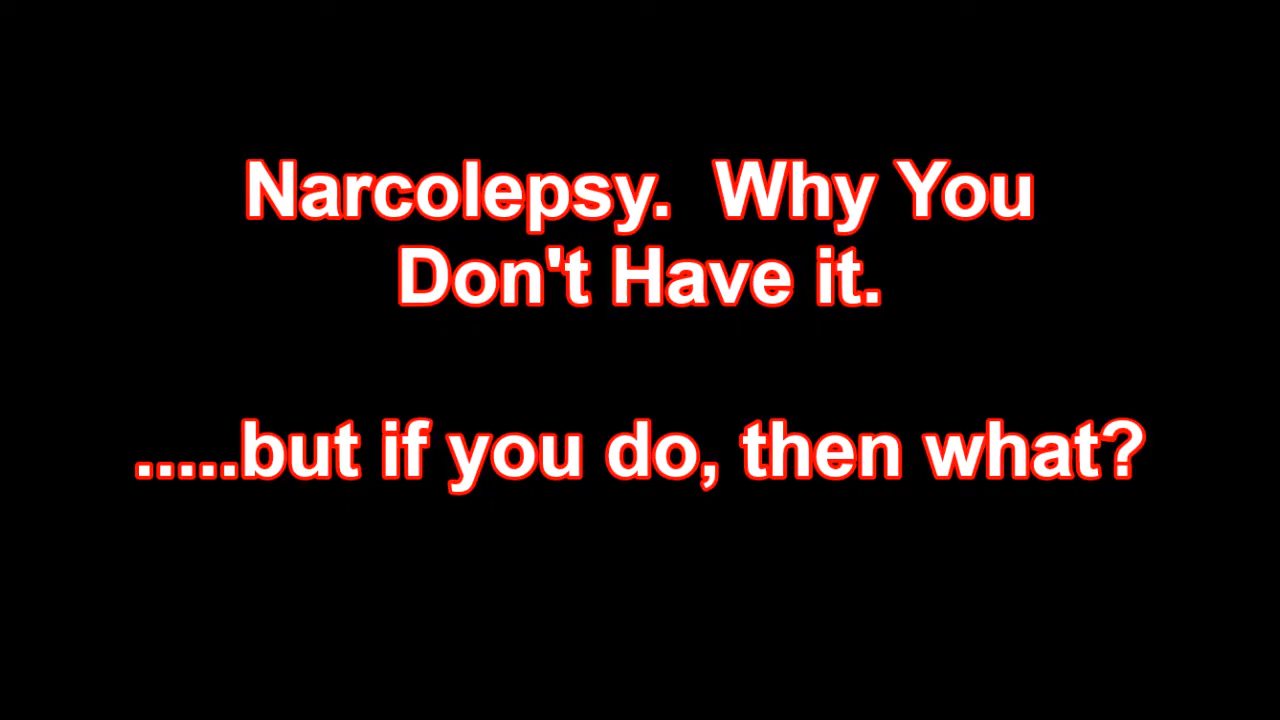 Narcolepsy.  Why You
Don't Have it.
.....but if you do, then what?